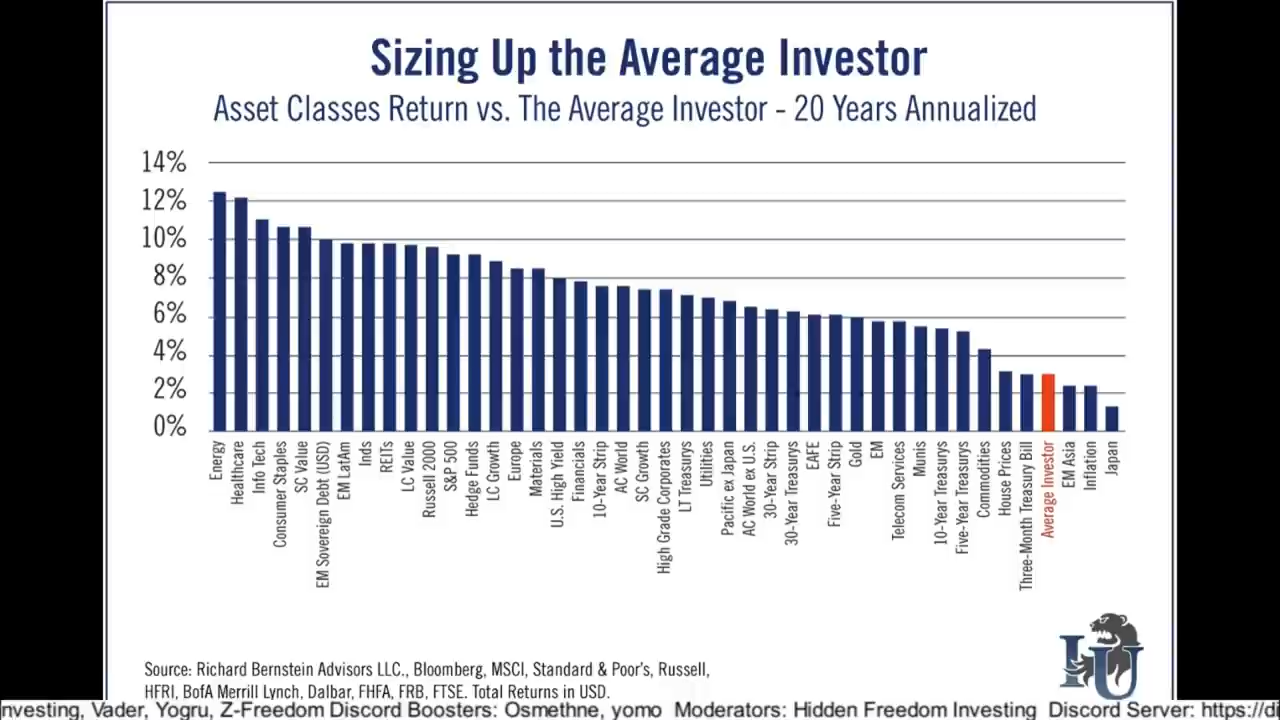 Sizing Up the Average Investor
Asset Classes Return vs. The Average Investor - 20 Years Annualized
14%
12%
10%
8%
6%
4%
2%
0%
Energy
Healthcare
Info Tech
Consumer Staples
SC Value
EM Sovereign Debt (USD)
EM LatAm
Inds
REITs
LC Value
Russell 2000
S&P 500
Hedge Funds
LC Growth
Europe
Materials
U.S. High Yield
Financials
10-Year Strip
AC World
SC Growth
High Grade Corporates
LT Treasurys
Utilities
Pacific ex Japan
AC World ex U.S.
30-Year Strip
30-Year Treasurys
EAFE
Five-Year Strip
Gold
EM
Telecom Services
Munis
10-Year Treasurys
Five-Year Treasurys
Commodities
House Prices
Three-Month Treasury Bill
Average Investor
EM Asia
Inflation
Japan
Source: Richard Bernstein Advisors LLC., Bloomberg, MSCI, Standard & Poor's, Russell,
HFRI, BofA Merrill Lynch, Dalbar, FHFA, FRB, FTSE. Total Returns in USD.
IU
nvesting, Vader, Yogru, Z-Freedom Discord Boosters: Osmethne, yomo Moderators: Hidden Freedom Investing Discord Server: https://di